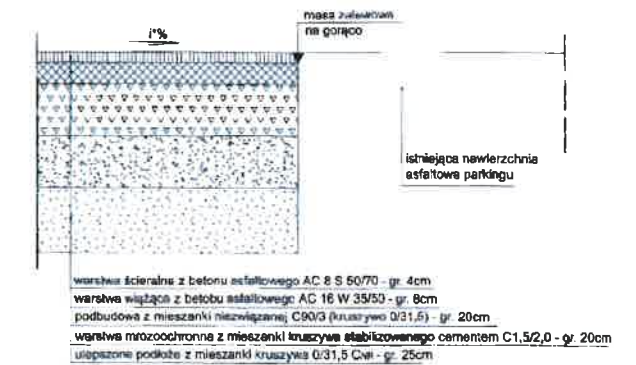 masa zalewowa
na gorąco
i*%
istniejąca nawierzchnia
asfaltowa parkingu
warstwa ścieralna z betonu asfaltowego AC 8 S 50/70 - gr. 4cm
warstwa wiążąca z betobu asfaltowego AC 16 W 35/50 - gr. 8cm
podbudowa z mieszanki niezwiązanej C90/3 (kruszywo 0/31,5) - gr. 20cm
warstwa mrozoochronna z mieszanki kruszywa stabilizowanego cementem C1,5/2,0 - gr. 20cm
ulepszone podłoże z mieszanki kruszywa 0/31,5 - gr. 25cm